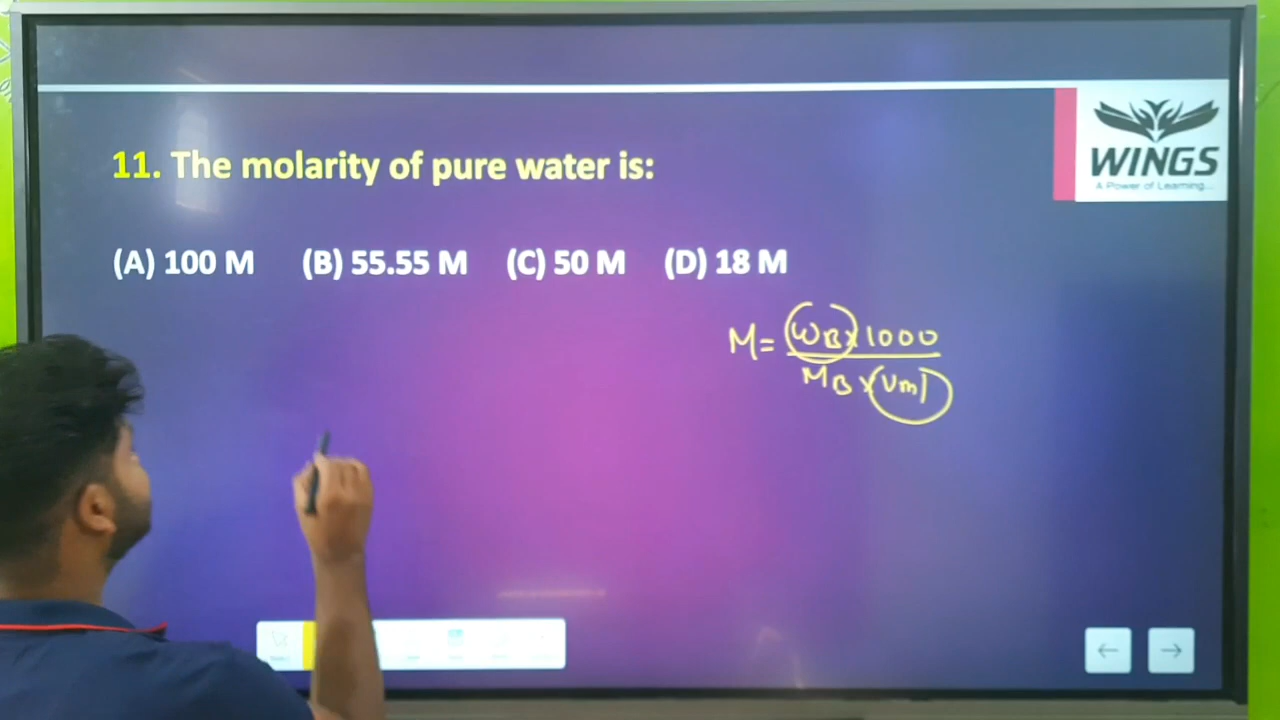 WINGS
A Power of Learning...
11. The molarity of pure water is:
(A) 100 M (B) 55.55 M (C) 50 M (D) 18 M
M= WB×1000
MB×Vml